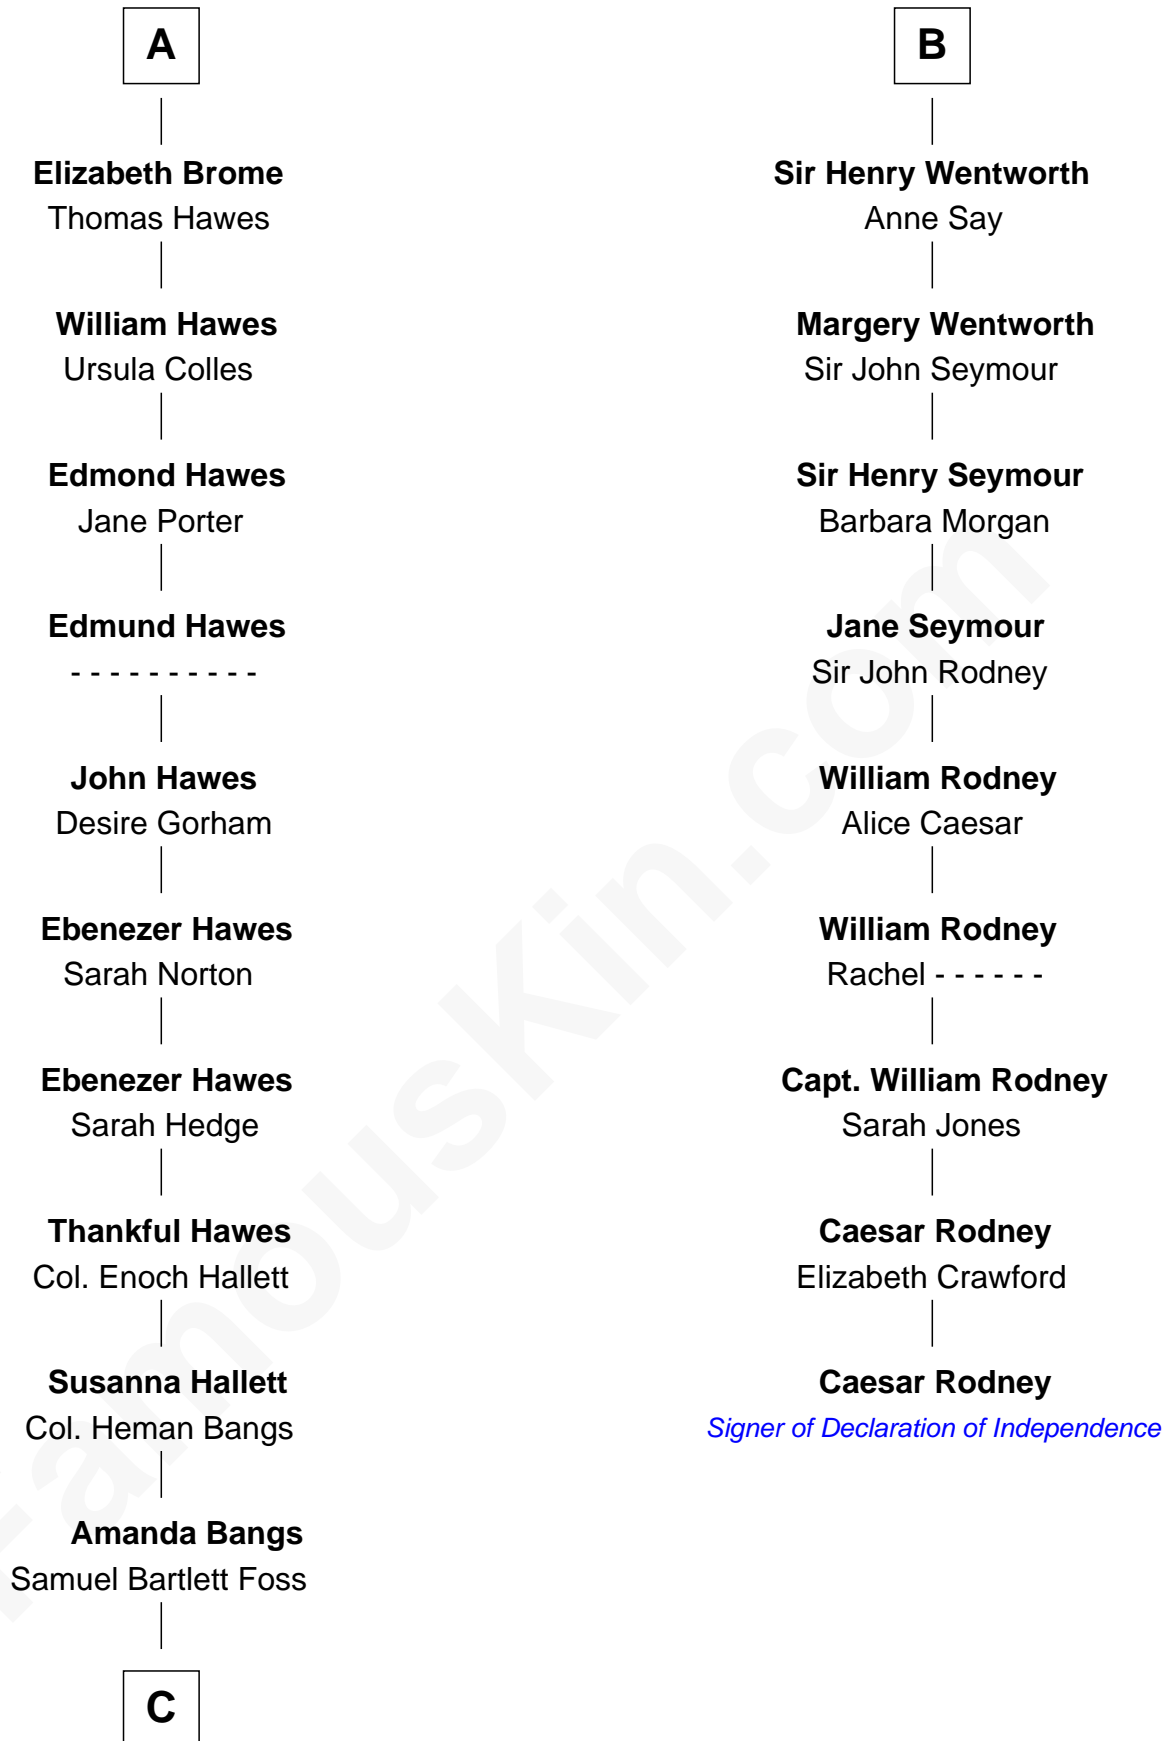 A
Elizabeth Brome
Thomas Hawes
William Hawes
Ursula Colles
Edmond Hawes
Jane Porter
Edmund Hawes
- - - - - - - - - -
John Hawes
Desire Gorham
Ebenezer Hawes
Sarah Norton
Ebenezer Hawes
Sarah Hedge
Thankful Hawes
Col. Enoch Hallett
Susanna Hallett
Col. Heman Bangs
Amanda Bangs
Samuel Bartlett Foss
C
B
Sir Henry Wentworth
Anne Say
Margery Wentworth
Sir John Seymour
Sir Henry Seymour
Barbara Morgan
Jane Seymour
Sir John Rodney
William Rodney
Alice Caesar
William Rodney
Rachel - - - - - -
Capt. William Rodney
Sarah Jones
Caesar Rodney
Elizabeth Crawford
Caesar Rodney
Signer of Declaration of Independence
FamousKin.com